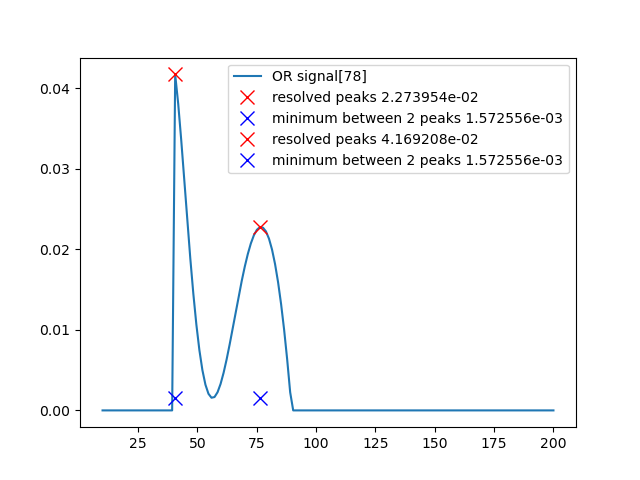 OR signal[78]
resolved peaks 2.273954e-02
minimum between 2 peaks 1.572556e-03
resolved peaks 4.169208e-02
minimum between 2 peaks 1.572556e-03
0.04
0.03
0.02
0.01
0.00
25 50 75 100 125 150 175 200